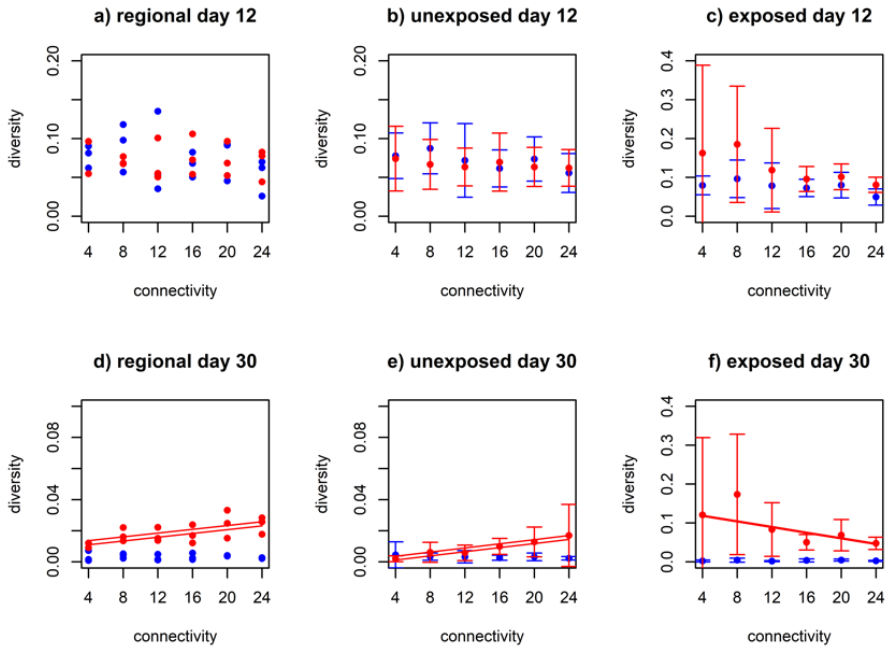 a) regional day 12
b) unexposed day 12
c) exposed day 12
diversity
0.00
0.10
0.20
4 8 12 16 20 24
connectivity
diversity
0.00
0.10
0.20
4 8 12 16 20 24
connectivity
diversity
0.0
0.1
0.2
0.3
0.4
4 8 12 16 20 24
connectivity
d) regional day 30
e) unexposed day 30
f) exposed day 30
diversity
0.00
0.04
0.08
4 8 12 16 20 24
connectivity
diversity
0.00
0.04
0.08
4 8 12 16 20 24
connectivity
diversity
0.0
0.1
0.2
0.3
0.4
4 8 12 16 20 24
connectivity